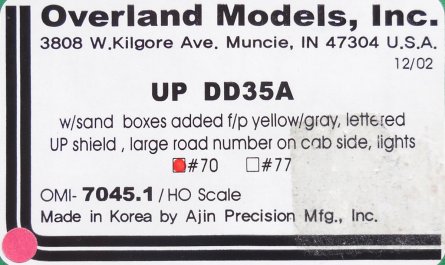 Overland Models, Inc.
3808 W.Kilgore Ave. Muncie, IN 47304 U.S.A.
12/02
UP DD35A
w/sand boxes added f/p yellow/gray, lettered
UP shield , large road number on cab side, lights
#70 #77
OMI- 7045.1 / HO Scale
Made in Korea by Ajin Precision Mfg., Inc.